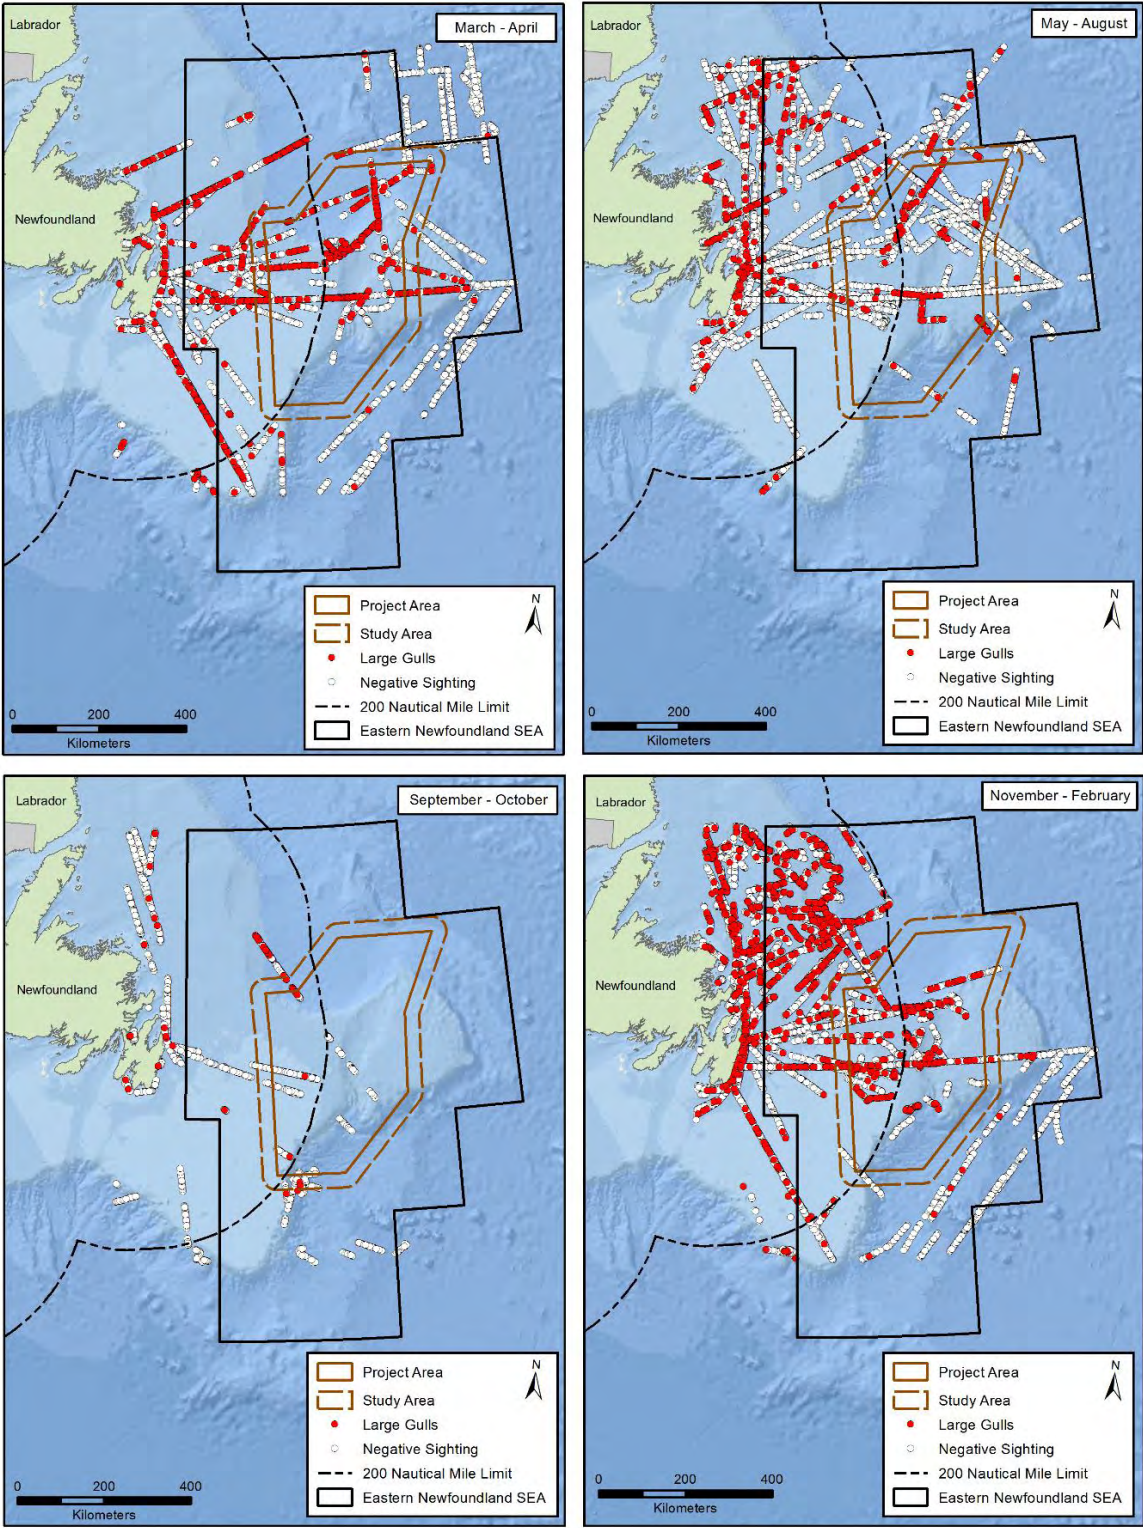 Labrador
March - April
Newfoundland
N
Project Area
Study Area
Large Gulls
Negative Sighting
200 Nautical Mile Limit
Eastern Newfoundland SEA
0 200 400
Kilometers
Labrador
May - August
Newfoundland
N
Project Area
Study Area
Large Gulls
Negative Sighting
200 Nautical Mile Limit
Eastern Newfoundland SEA
0 200 400
Kilometers
Labrador
September - October
Newfoundland
N
Project Area
Study Area
Large Gulls
Negative Sighting
200 Nautical Mile Limit
Eastern Newfoundland SEA
0 200 400
Kilometers
Labrador
November - February
Newfoundland
N
Project Area
Study Area
Large Gulls
Negative Sighting
200 Nautical Mile Limit
Eastern Newfoundland SEA
0 200 400
Kilometers